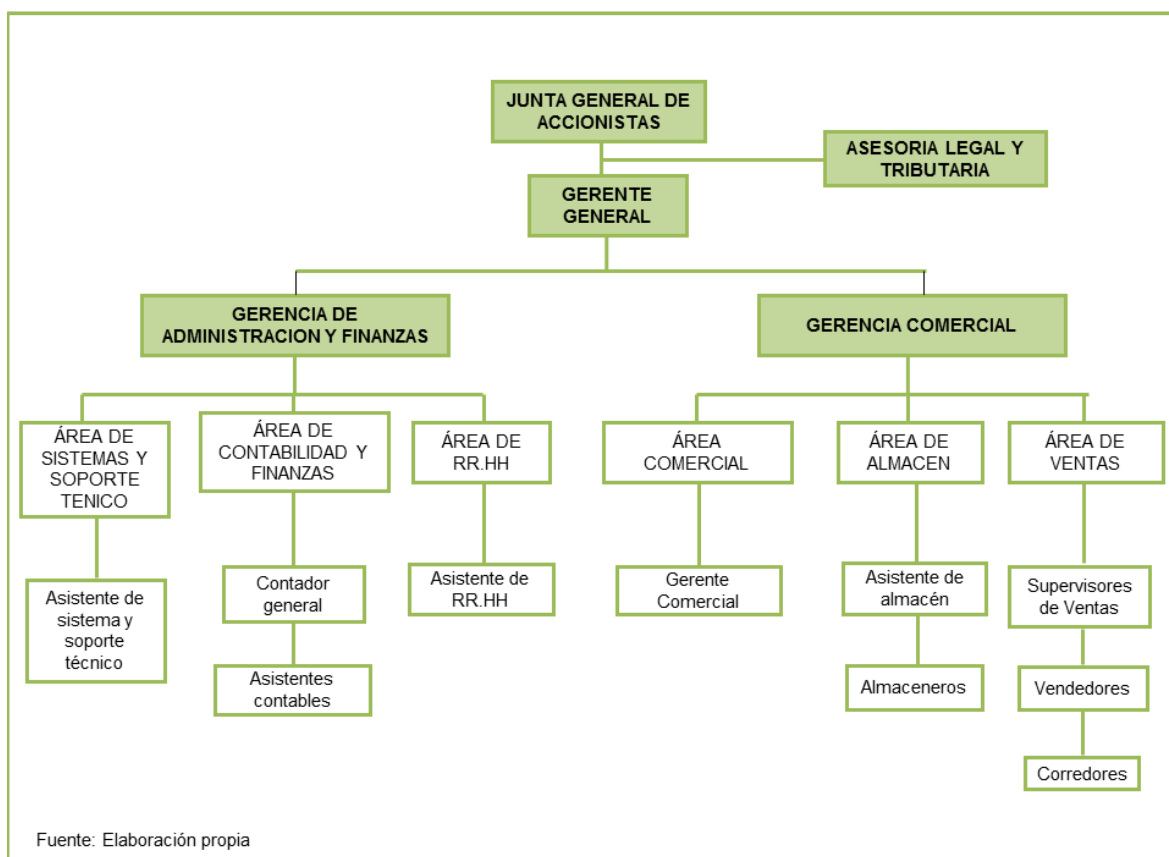 JUNTA GENERAL DE
ACCIONISTAS
ASESORIA LEGAL Y
TRIBUTARIA
GERENTE
GENERAL
GERENCIA DE
ADMINISTRACION Y FINANZAS
GERENCIA COMERCIAL
ÁREA DE
SISTEMAS Y
SOPORTE
TENICO
ÁREA DE
CONTABILIDAD Y
FINANZAS
ÁREA DE
RR.HH
ÁREA
COMERCIAL
ÁREA DE
ALMACEN
ÁREA DE
VENTAS
Asistente de
sistema y
soporte
técnico
Contador
general
Asistentes
contables
Asistente de
RR.HH
Gerente
Comercial
Asistente de
almacén
Almaceneros
Supervisores
de Ventas
Vendedores
Corredores
Fuente: Elaboración propia